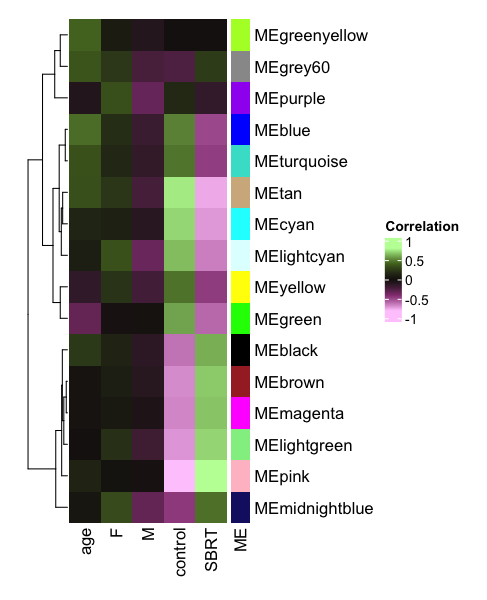 MEgreenyellow
MEgrey60
MEpurple
MEblue
MEturquoise
MEtan
MEcyan
MElightcyan
MEyellow
MEgreen
MEblack
MEbrown
MEmagenta
MElightgreen
MEpink
MEmidnightblue
Correlation
1
0.5
0
-0.5
-1
age
F
M
control
SBRT
ME